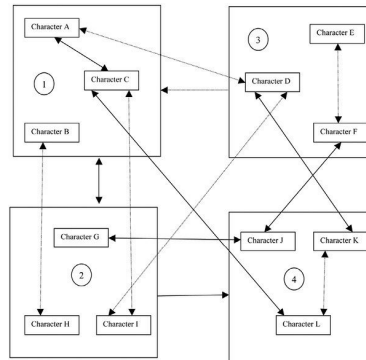 Character A
Character C
1
Character B
3
Character E
Character D
Character F
Character G
2
Character H
Character I
Character J
Character K
4
Character L